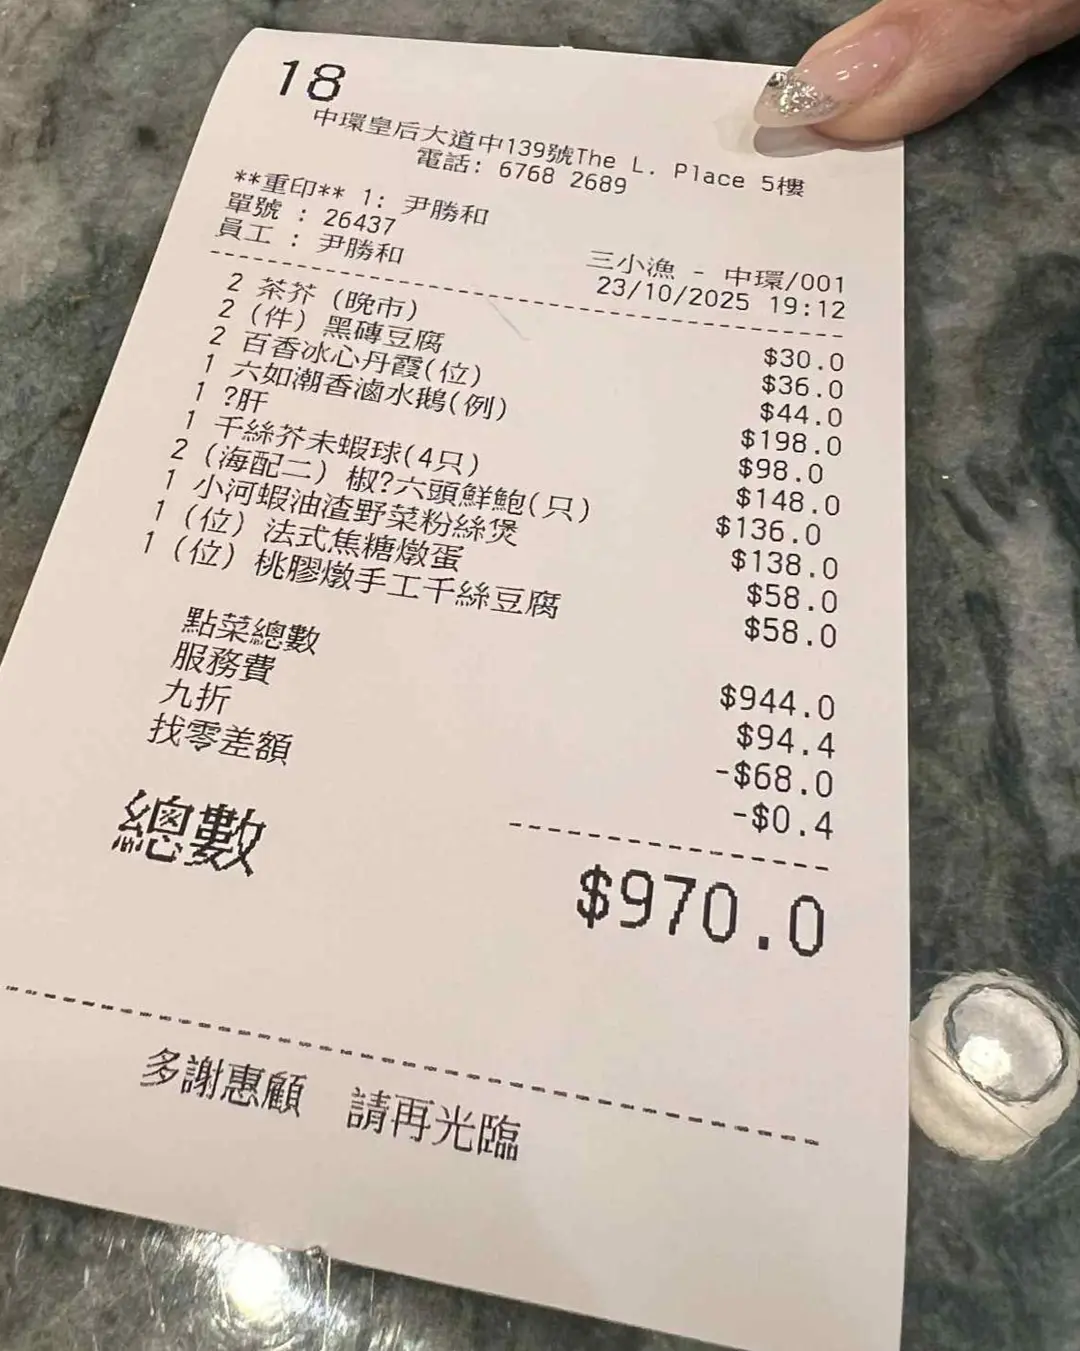 18
中環皇后大道中139號The L. Place 5樓
電話: 6768 2689
**重印** 1: 尹勝和
單號 : 26437
三小漁 - 中環/001
員工 : 尹勝和
23/10/2025 19:12
2 茶芥 (晚市) $30.0
2 (件) 黑磚豆腐 $36.0
2 百香冰心丹霞(位) $44.0
1 六如潮香滷水鵝(例) $198.0
1 ?肝 $98.0
1 千絲芥末蝦球(4只) $148.0
2 (海配二) 椒?六頭鮮鮑(只) $136.0
1 小河蝦油渣野菜粉絲煲 $138.0
1 (位) 法式焦糖燉蛋 $58.0
1 (位) 桃膠燉手工千絲豆腐 $58.0
點菜總數 $944.0
服務費 $94.4
九折 -$68.0
找零差額 -$0.4
總數 $970.0
多謝惠顧 請再光臨